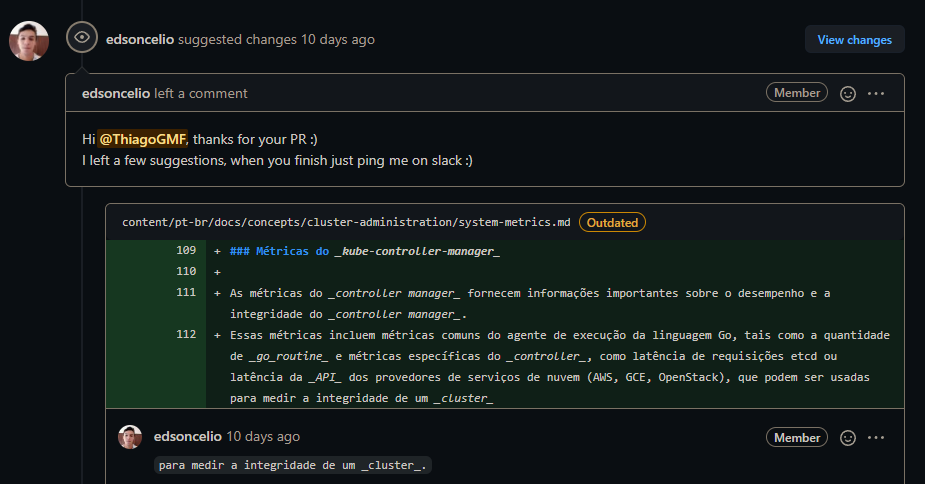 edsoncelio suggested changes 10 days ago
View changes
edsoncelio left a comment
Member
Hi @ThiagoGMF, thanks for your PR :)
I left a few suggestions, when you finish just ping me on slack :)
content/pt-br/docs/concepts/cluster-administration/system-metrics.md Outdated
109 + ### Métricas do _kube-controller-manager_
110 +
111 + As métricas do _controller manager_ fornecem informações importantes sobre o desempenho e a
integridade do _controller manager_.
112 + Essas métricas incluem métricas comuns do agente de execução da linguagem Go, tais como a quantidade
de _go_routine_ e métricas específicas do _controller_, como latência de requisições etcd ou
latência da _API_ dos provedores de serviços de nuvem (AWS, GCE, OpenStack), que podem ser usadas
para medir a integridade de um _cluster_
edsoncelio 10 days ago
Member
para medir a integridade de um _cluster_.